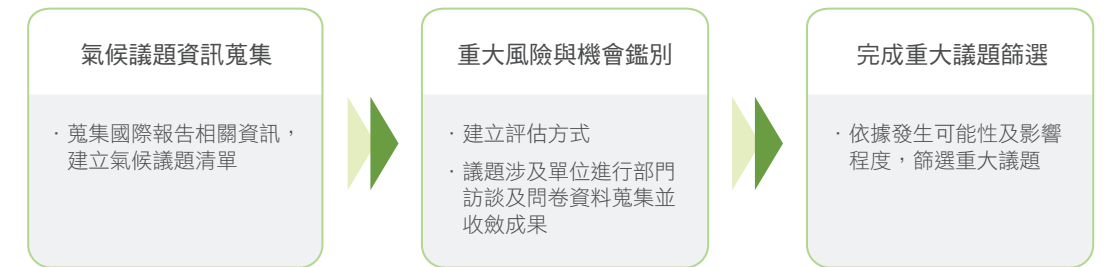 氣候議題資訊蒐集
·蒐集國際報告相關資訊，
建立氣候議題清單
重大風險與機會鑑別
·建立評估方式
·議題涉及單位進行部門
訪談及問卷資料蒐集並
收斂成果
完成重大議題篩選
·依據發生可能性及影響
程度，篩選重大議題